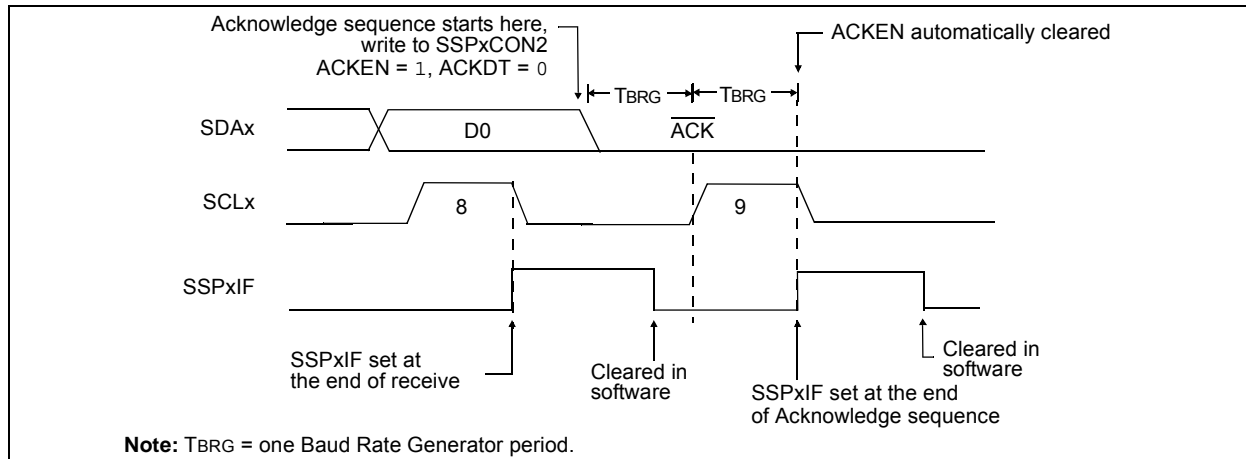 Acknowledge sequence starts here,
write to SSPxCON2
ACKEN = 1, ACKDT = 0
ACKEN automatically cleared
TBRG
TBRG
SDAx
D0
ACK
SCLx
8
9
SSPxIF
SSPxIF set at
the end of receive
Cleared in
software
SSPxIF set at the end
of Acknowledge sequence
Cleared in
software
Note: TBRG = one Baud Rate Generator period.